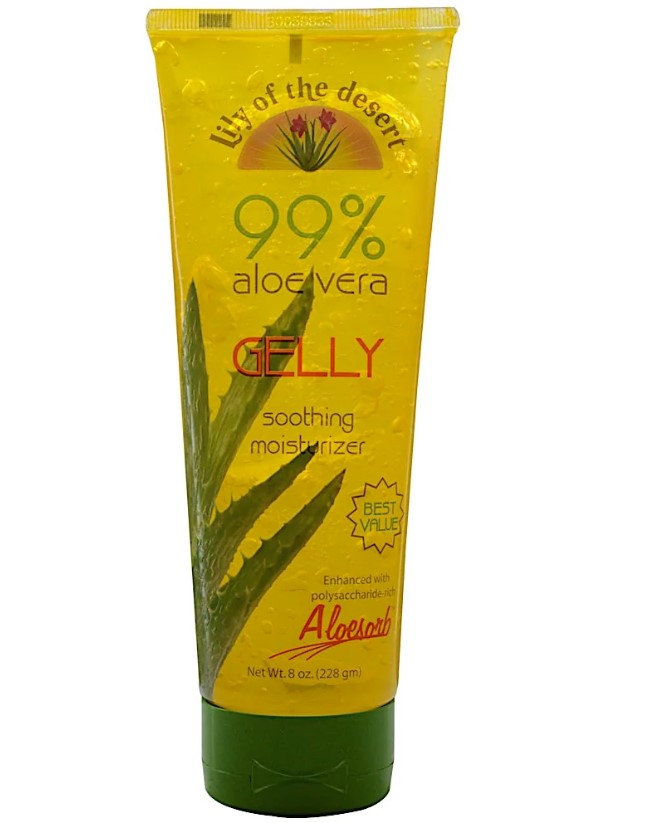 lily of the desert
99%
aloe vera
GELLY
soothing
moisturizer
BEST
VALUE
Enhanced with
polysaccharide-rich
Aloesorb
Net Wt. 8 oz. (228 gm)